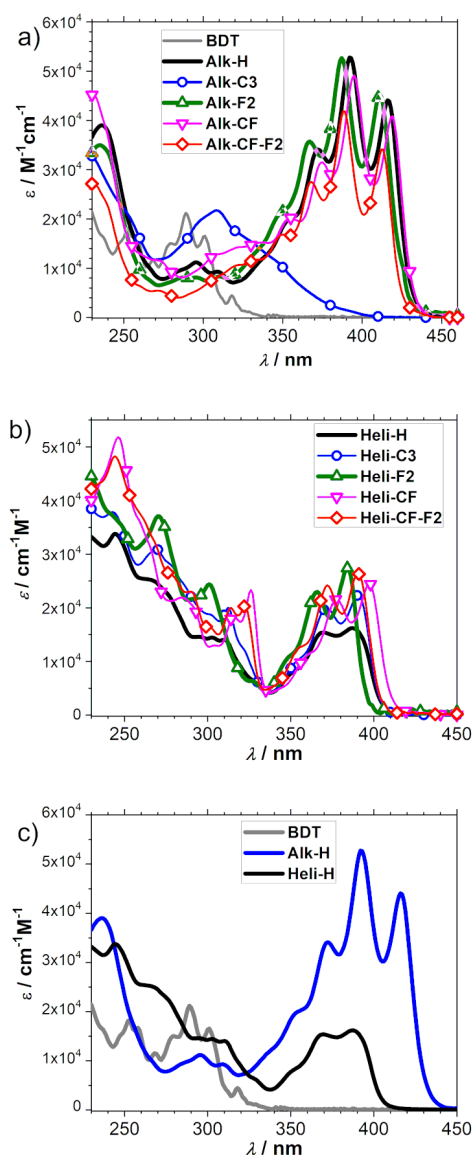 a)
6x10⁴
5x10⁴
4x10⁴
3x10⁴
2x10⁴
1x10⁴
0
ε / M⁻¹cm⁻¹
BDT
Alk-H
Alk-C3
Alk-F2
Alk-CF
Alk-CF-F2
250 300 350 400 450
λ / nm
b)
5x10⁴
4x10⁴
3x10⁴
2x10⁴
1x10⁴
0
ε / cm⁻¹M⁻¹
Heli-H
Heli-C3
Heli-F2
Heli-CF
Heli-CF-F2
250 300 350 400 450
λ / nm
c)
6x10⁴
5x10⁴
4x10⁴
3x10⁴
2x10⁴
1x10⁴
0
ε / cm⁻¹M⁻¹
BDT
Alk-H
Heli-H
250 300 350 400 450
λ / nm